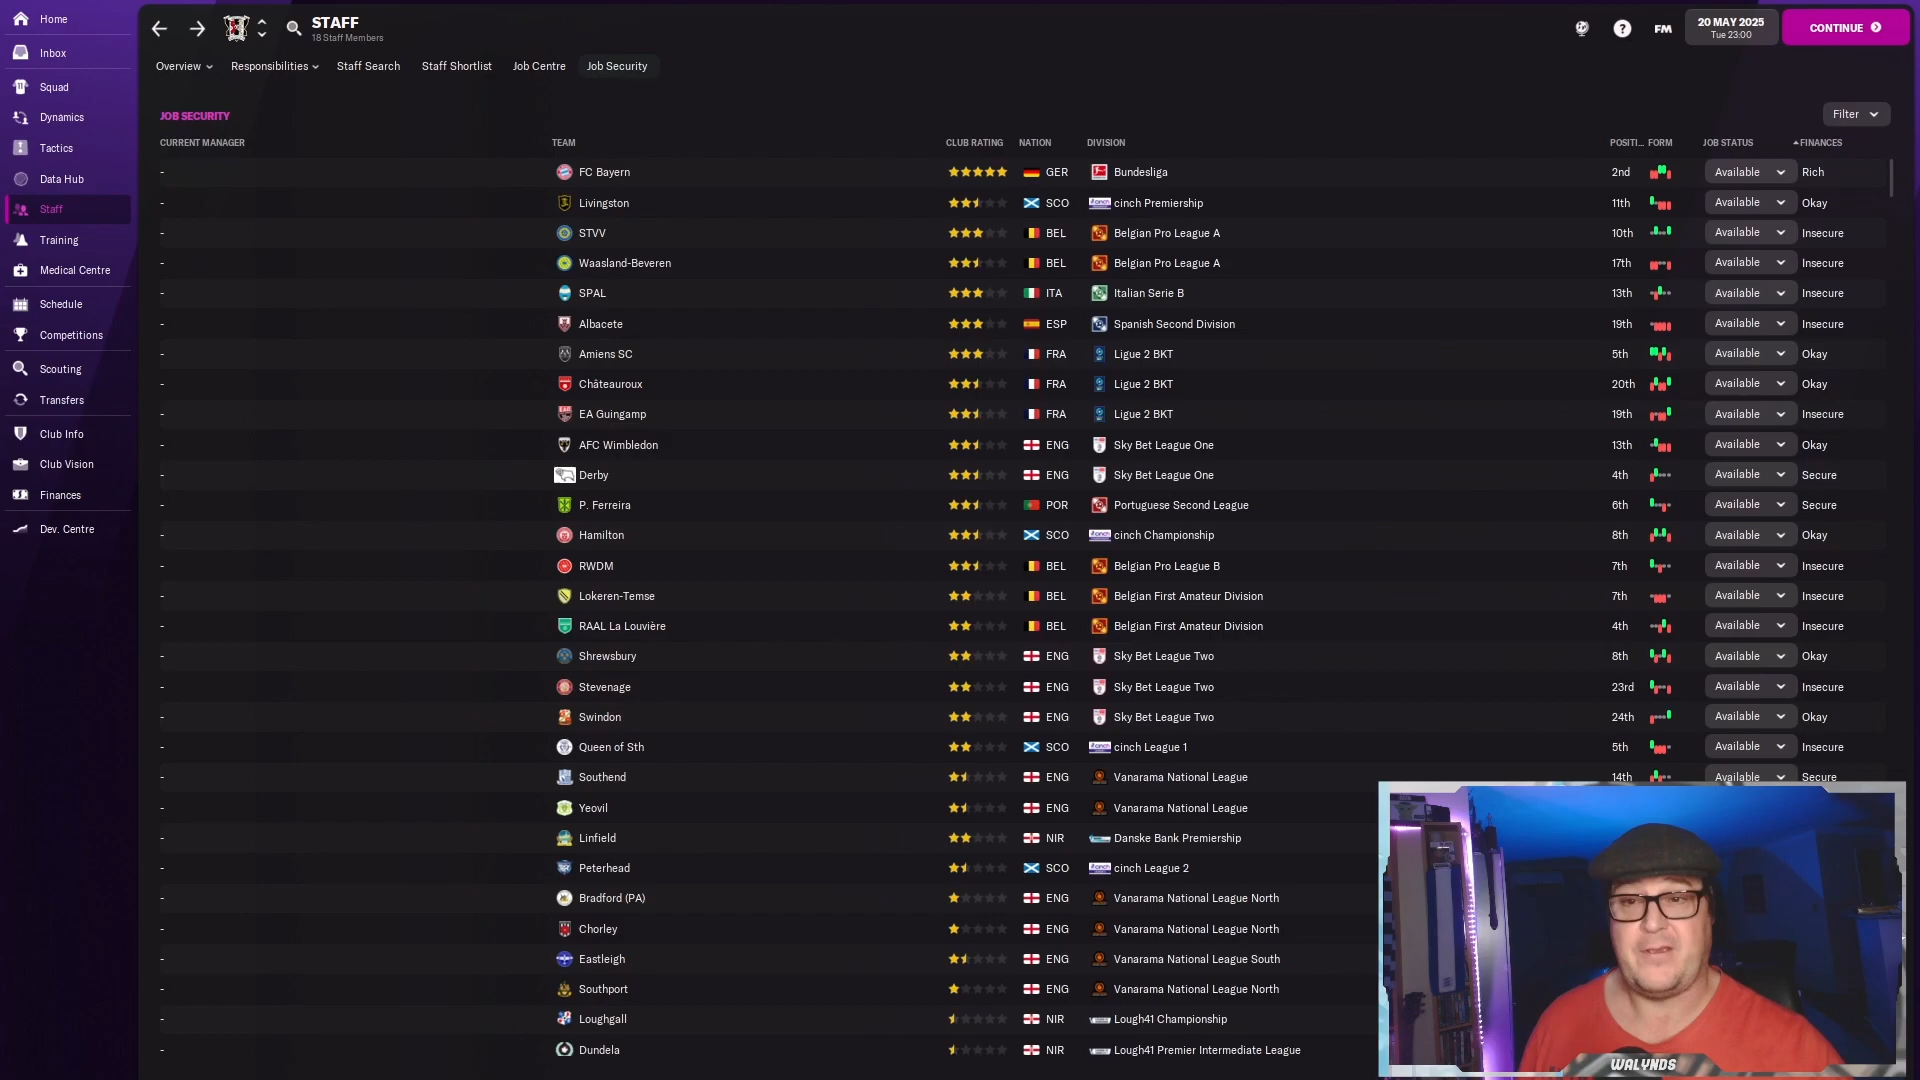 Home
Inbox
Squad
Dynamics
Tactics
Data Hub
Staff
Training
Medical Centre
Schedule
Competitions
Scouting
Transfers
Club Info
Club Vision
Finances
Dev. Centre
STAFF
18 Staff Members
FM
20 MAY 2025
Tue 23:00
CONTINUE
Overview Responsibilities Staff Search Staff Shortlist Job Centre Job Security
JOB SECURITY
Filter
CURRENT MANAGER TEAM CLUB RATING NATION DIVISION POSITI... FORM JOB STATUS FINANCES
- FC Bayern GER Bundesliga 2nd Available Rich
- Livingston SCO cinch Premiership 11th Available Okay
- STVV BEL Belgian Pro League A 10th Available Insecure
- Waasland-Beveren BEL Belgian Pro League A 17th Available Insecure
- SPAL ITA Italian Serie B 13th Available Insecure
- Albacete ESP Spanish Second Division 19th Available Insecure
- Amiens SC FRA Ligue 2 BKT 5th Available Okay
- Châteauroux FRA Ligue 2 BKT 20th Available Okay
- EA Guingamp FRA Ligue 2 BKT 19th Available Insecure
- AFC Wimbledon ENG Sky Bet League One 13th Available Okay
- Derby ENG Sky Bet League One 4th Available Secure
- P. Ferreira POR Portuguese Second League 6th Available Secure
- Hamilton SCO cinch Championship 8th Available Okay
- RWDM BEL Belgian Pro League B 7th Available Insecure
- Lokeren-Temse BEL Belgian First Amateur Division 7th Available Insecure
- RAAL La Louvière BEL Belgian First Amateur Division 4th Available Insecure
- Shrewsbury ENG Sky Bet League Two 8th Available Okay
- Stevenage ENG Sky Bet League Two 23rd Available Insecure
- Swindon ENG Sky Bet League Two 24th Available Okay
- Queen of Sth SCO cinch League 1 5th Available Insecure
- Southend ENG Vanarama National League 14th Available Secure
- Yeovil ENG Vanarama National League
- Linfield NIR Danske Bank Premiership
- Peterhead SCO cinch League 2
- Bradford (PA) ENG Vanarama National League North
- Chorley ENG Vanarama National League North
- Eastleigh ENG Vanarama National League South
- Southport ENG Vanarama National League North
- Loughgall NIR Lough41 Championship
- Dundela NIR Lough41 Premier Intermediate League
WALYNDS